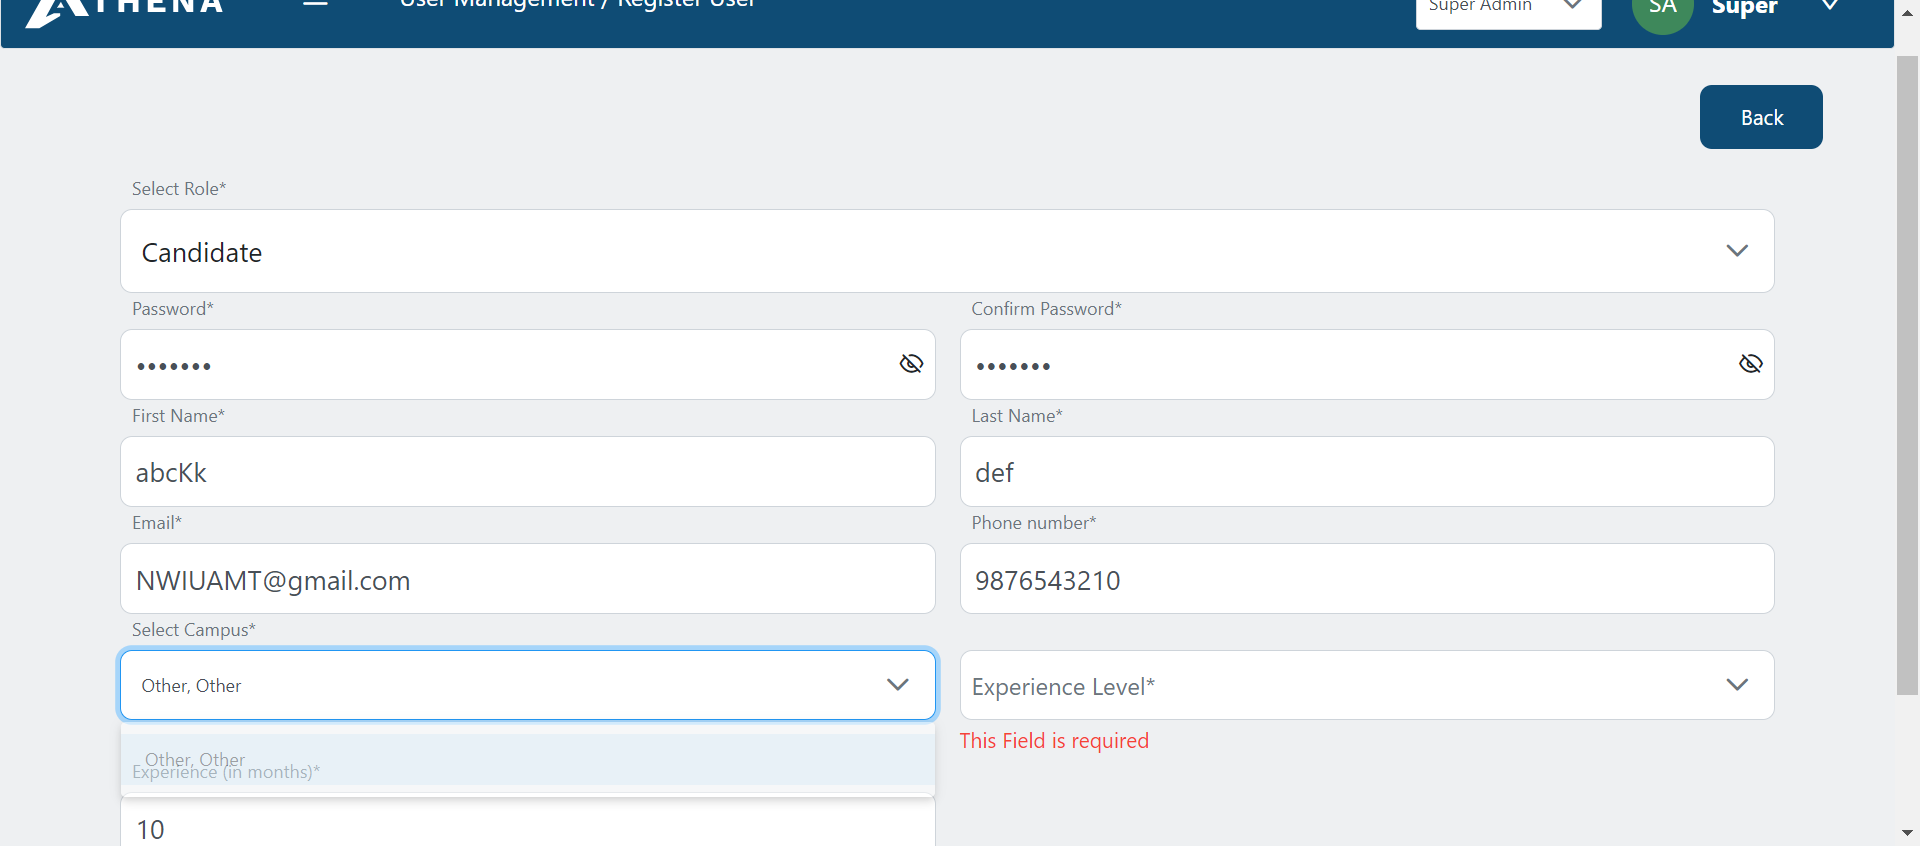 ATHENA
User Management / Register User
Super Admin
SA
Super
Back
Select Role*
Candidate
Password*
Confirm Password*
•••••••
•••••••
First Name*
Last Name*
abcKk
def
Email*
Phone number*
NWIUAMT@gmail.com
9876543210
Select Campus*
Other, Other
Experience Level*
This Field is required
Other, Other
Experience (in months)*
10